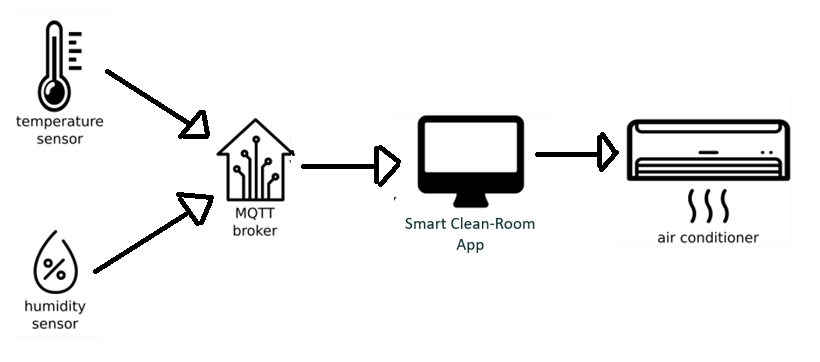 temperature
sensor
MQTT
broker
Smart Clean-Room
App
air conditioner
%
humidity
sensor